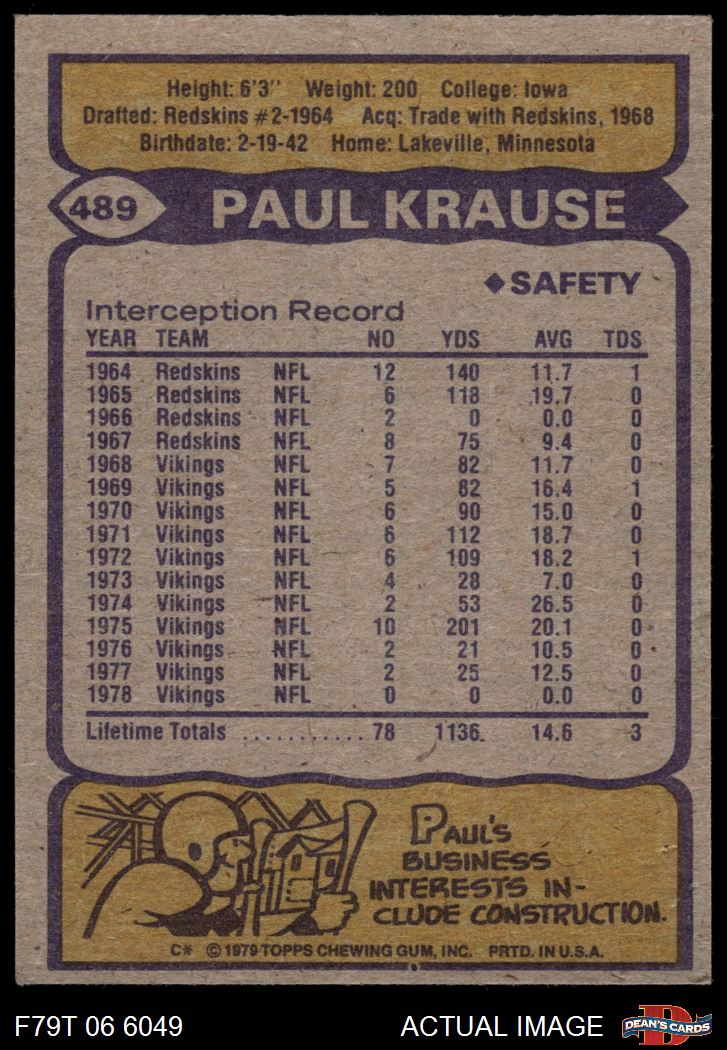 Height: 6'3" Weight: 200 College: Iowa
Drafted: Redskins #2-1964 Acq: Trade with Redskins, 1968
Birthdate: 2-19-42 Home: Lakeville, Minnesota
489 PAUL KRAUSE
◆SAFETY
Interception Record
YEAR TEAM NO YDS AVG TDS
1964 Redskins NFL 12 140 11.7 1
1965 Redskins NFL 6 118 19.7 0
1966 Redskins NFL 2 0 0.0 0
1967 Redskins NFL 8 75 9.4 0
1968 Vikings NFL 7 82 11.7 0
1969 Vikings NFL 5 82 16.4 1
1970 Vikings NFL 6 90 15.0 0
1971 Vikings NFL 6 112 18.7 0
1972 Vikings NFL 6 109 18.2 1
1973 Vikings NFL 4 28 7.0 0
1974 Vikings NFL 2 53 26.5 0
1975 Vikings NFL 10 201 20.1 0
1976 Vikings NFL 2 21 10.5 0
1977 Vikings NFL 2 25 12.5 0
1978 Vikings NFL 0 0 0.0 0
Lifetime Totals ........... 78 1136 14.6 3
PAUL'S
BUSINESS
INTERESTS IN-
CLUDE CONSTRUCTION.
C* © 1979 TOPPS CHEWING GUM, INC. PRTD. IN U.S.A.
F79T 06 6049 ACTUAL IMAGE D DEAN'S CARDS